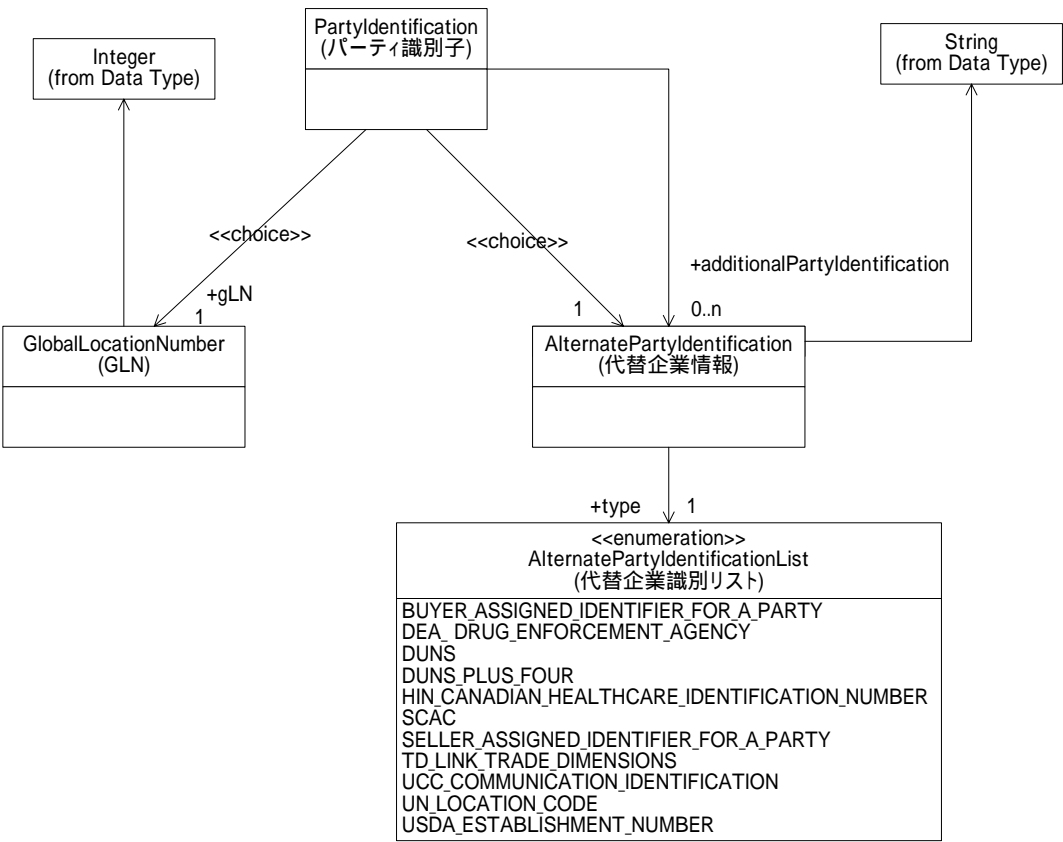 PartyIdentification
(パーティ識別子)
Integer
(from Data Type)
String
(from Data Type)
<<choice>>
<<choice>>
+additionalPartyIdentification
+gLN
1
1
0..n
GlobalLocationNumber
(GLN)
AlternatePartyIdentification
(代替企業情報)
+type
1
<<enumeration>>
AlternatePartyIdentificationList
(代替企業識別リスト)
BUYER_ASSIGNED_IDENTIFIER_FOR_A_PARTY
DEA_ DRUG_ENFORCEMENT_AGENCY
DUNS
DUNS_PLUS_FOUR
HIN_CANADIAN_HEALTHCARE_IDENTIFICATION_NUMBER
SCAC
SELLER_ASSIGNED_IDENTIFIER_FOR_A_PARTY
TD_LINK_TRADE_DIMENSIONS
UCC_COMMUNICATION_IDENTIFICATION
UN_LOCATION_CODE
USDA_ESTABLISHMENT_NUMBER